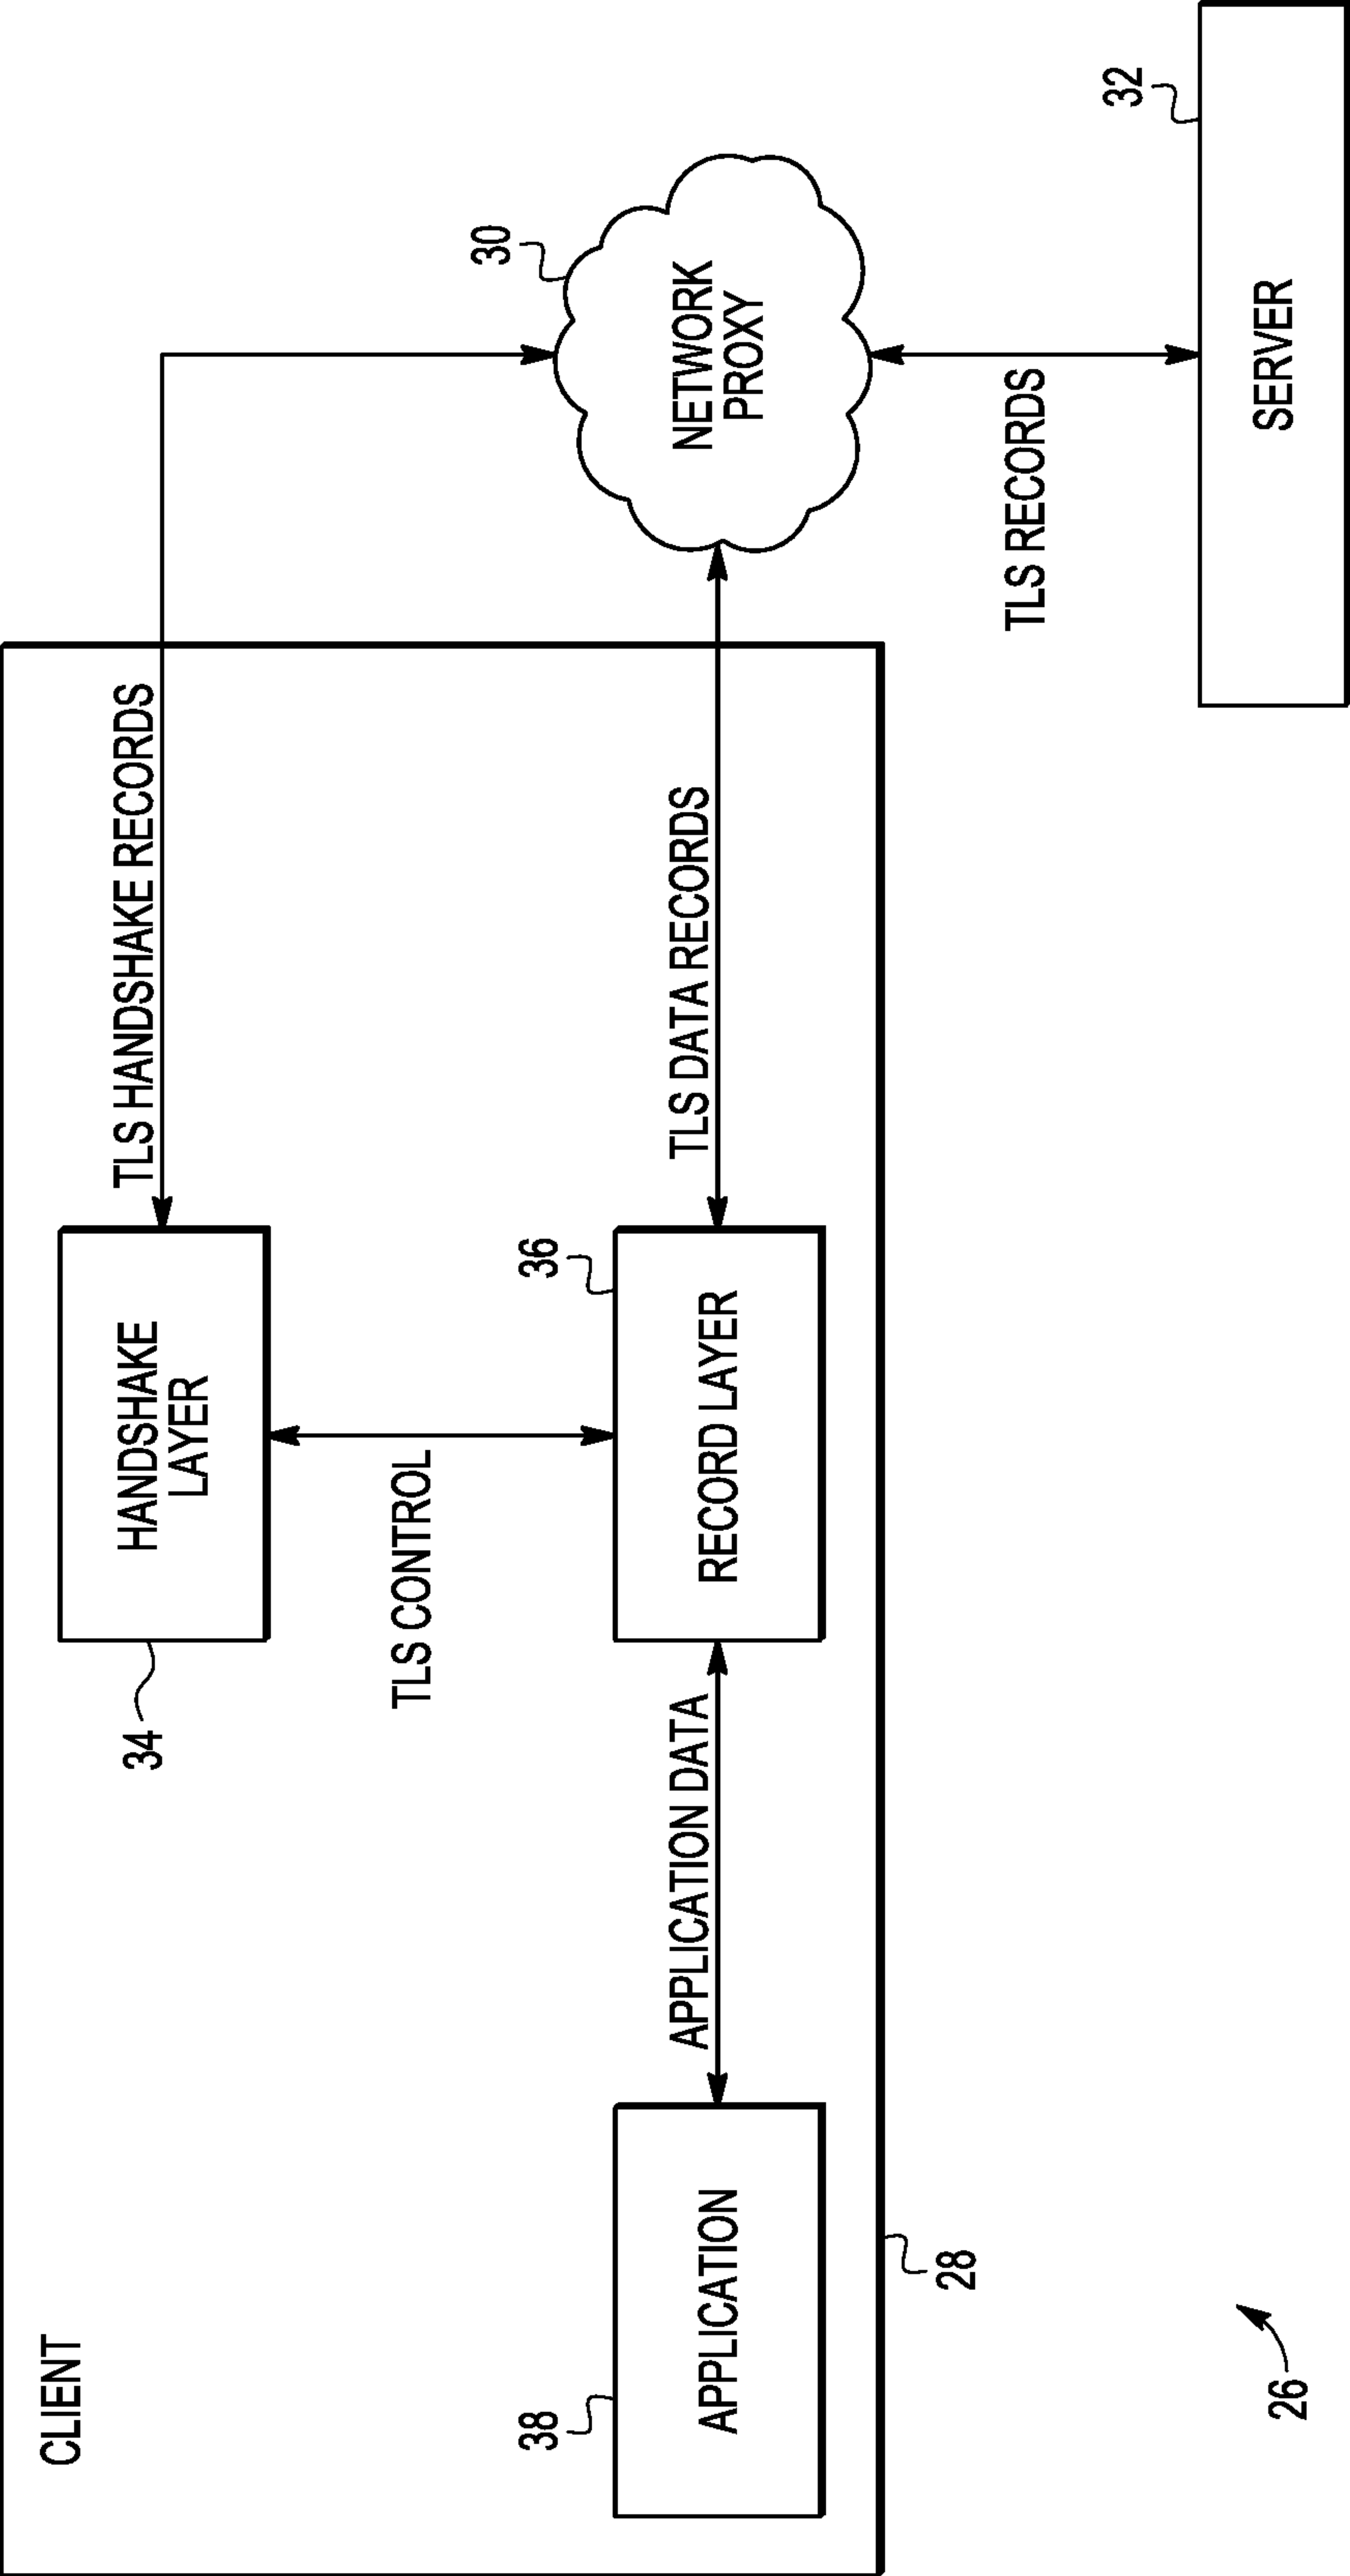 CLIENT
34
HANDSHAKE
LAYER
TLS HANDSHAKE RECORDS
TLS CONTROL
30
NETWORK
PROXY
38
APPLICATION
APPLICATION DATA
36
RECORD LAYER
TLS DATA RECORDS
28
TLS RECORDS
32
SERVER
26